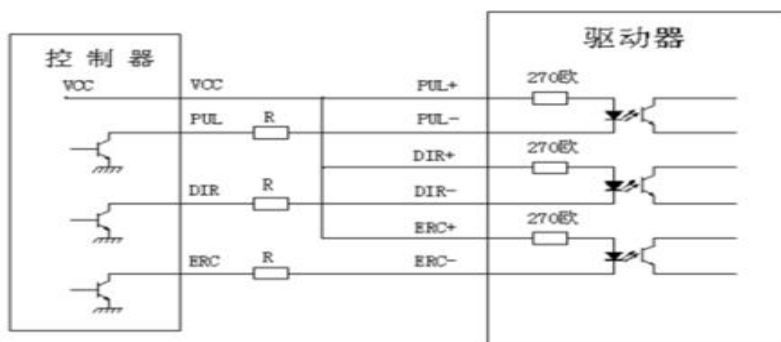 控制器
驱动器
VCC VCC PUL+ 270欧
PUL R PUL-
DIR+ 270欧
DIR R DIR-
ERC+ 270欧
ERC R ERC-